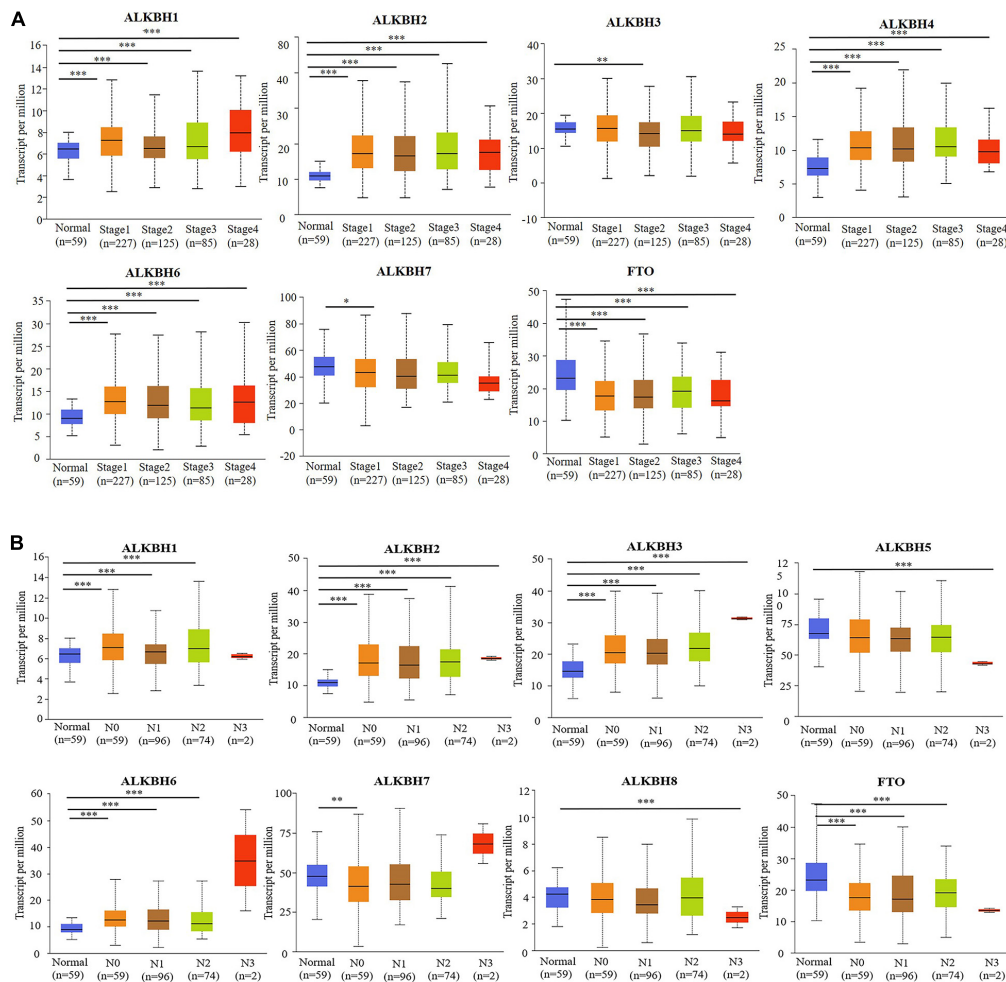 A
ALKBH1
***
***
***
***
Transcript per million
16
14
12
10
8
6
4
2
0
Normal Stage1 Stage2 Stage3 Stage4
(n=59) (n=227) (n=125) (n=85) (n=28)
ALKBH2
***
***
***
***
Transcript per million
40
20
10
0
Normal Stage1 Stage2 Stage3 Stage4
(n=59) (n=227) (n=125) (n=85) (n=28)
ALKBH3
**
Transcript per million
40
30
20
10
0
-10
Normal Stage1 Stage2 Stage3 Stage4
(n=59) (n=227) (n=125) (n=85) (n=28)
ALKBH4
***
***
***
***
Transcript per million
25
20
15
10
5
0
Normal Stage1 Stage2 Stage3 Stage4
(n=59) (n=227) (n=125) (n=85) (n=28)
ALKBH6
***
***
***
***
Transcript per million
35
30
25
20
15
10
5
0
Normal Stage1 Stage2 Stage3 Stage4
(n=59) (n=227) (n=125) (n=85) (n=28)
ALKBH7
*
Transcript per million
100
80
60
40
20
0
-20
Normal Stage1 Stage2 Stage3 Stage4
(n=59) (n=227) (n=125) (n=85) (n=28)
FTO
***
***
***
***
Transcript per million
50
40
30
20
10
0
Normal Stage1 Stage2 Stage3 Stage4
(n=59) (n=227) (n=125) (n=85) (n=28)
B
ALKBH1
***
***
***
Transcript per million
16
14
12
10
8
6
4
2
0
Normal N0 N1 N2 N3
(n=59) (n=59) (n=96) (n=74) (n=2)
ALKBH2
***
***
***
***
Transcript per million
50
40
30
20
10
0
Normal N0 N1 N2 N3
(n=59) (n=59) (n=96) (n=74) (n=2)
ALKBH3
***
***
***
***
Transcript per million
50
40
30
20
10
0
Normal N0 N1 N2 N3
(n=59) (n=59) (n=96) (n=74) (n=2)
ALKBH5
***
Transcript per million
12
5
10
0
75
50
25
0
Normal N0 N1 N2 N3
(n=59) (n=59) (n=96) (n=74) (n=2)
ALKBH6
***
***
***
Transcript per million
60
50
40
30
20
10
0
Normal N0 N1 N2 N3
(n=59) (n=59) (n=96) (n=74) (n=2)
ALKBH7
**
Transcript per million
100
75
50
25
0
Normal N0 N1 N2 N3
(n=59) (n=59) (n=96) (n=74) (n=2)
ALKBH8
***
Transcript per million
12
10
8
6
4
2
0
Normal N0 N1 N2 N3
(n=59) (n=59) (n=96) (n=74) (n=2)
FTO
***
***
***
Transcript per million
50
40
30
20
10
0
Normal N0 N1 N2 N3
(n=59) (n=59) (n=96) (n=74) (n=2)